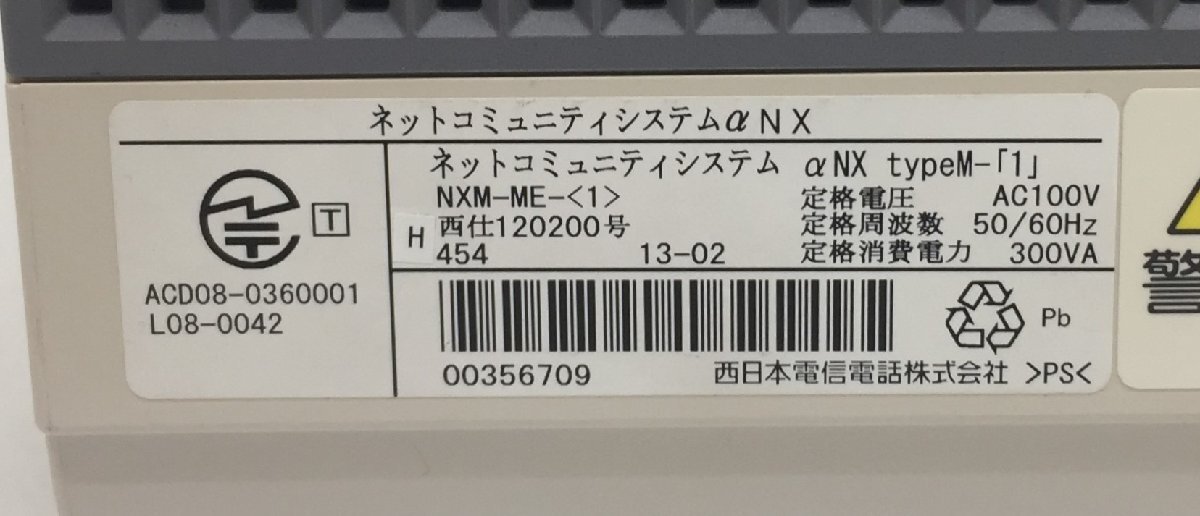 ネットコミュニティシステムαNX
T
ACD08-0360001
L08-0042
ネットコミュニティシステム αNX typeM-「1」
NXM-ME-<1> 定格電圧 AC100V
H 西仕120200号 定格周波数 50/60Hz
454 13-02 定格消費電力 300VA
00356709
Pb
西日本電信電話株式会社 >PS<
警